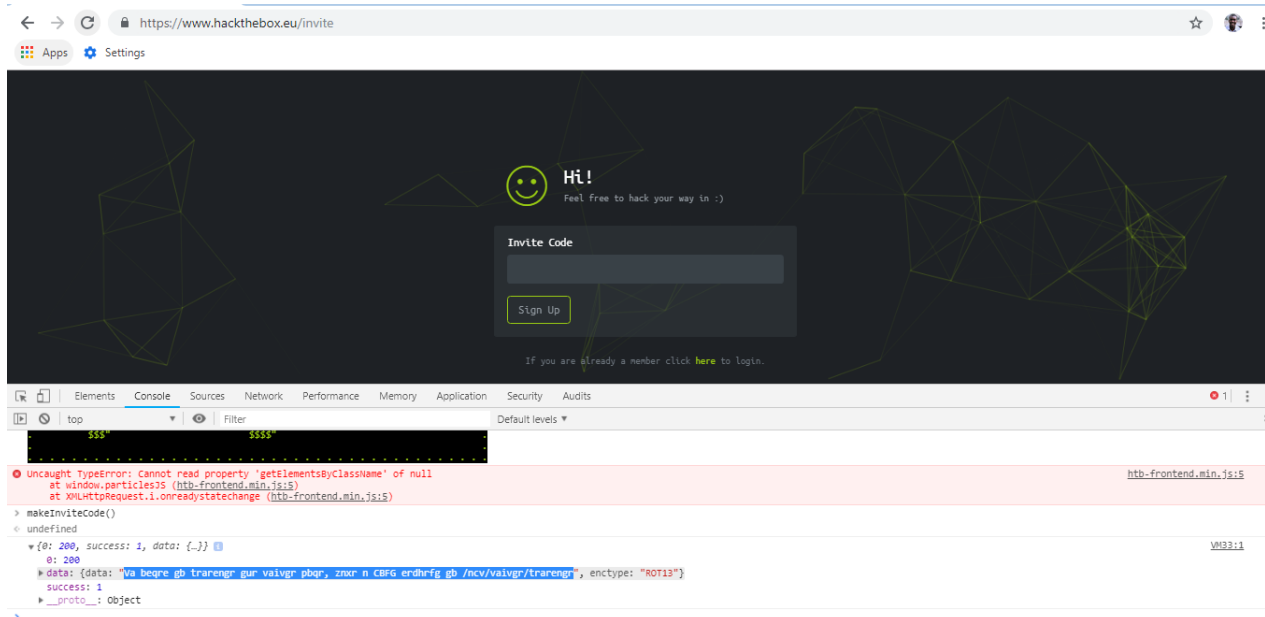 https://www.hackthebox.eu/invite
Apps Settings
Hi!
Feel free to hack your way in :)
Invite Code
Sign Up
If you are already a member click here to login.
Elements Console Sources Network Performance Memory Application Security Audits 1
top Filter Default levels ▼
$$$" $$$$"
. . . . . . . . . . . . . . . . . . . . . . . . . . . . . . . . . . . . . . . .
Uncaught TypeError: Cannot read property 'getElementsByClassName' of null htb-frontend.min.js:5
at window.particlesJS (htb-frontend.min.js:5)
at XMLHttpRequest.i.onreadystatechange (htb-frontend.min.js:5)
> makeInviteCode()
undefined
▼{0: 200, success: 1, data: {…}} VM33:1
0: 200
▶data: {data: "Va beqre gb trarengr gur vaivgr pbqr, znxr n CBFG erdhrfg gb /ncv/vaivgr/trarengr", enctype: "ROT13"}
success: 1
▶__proto__: Object